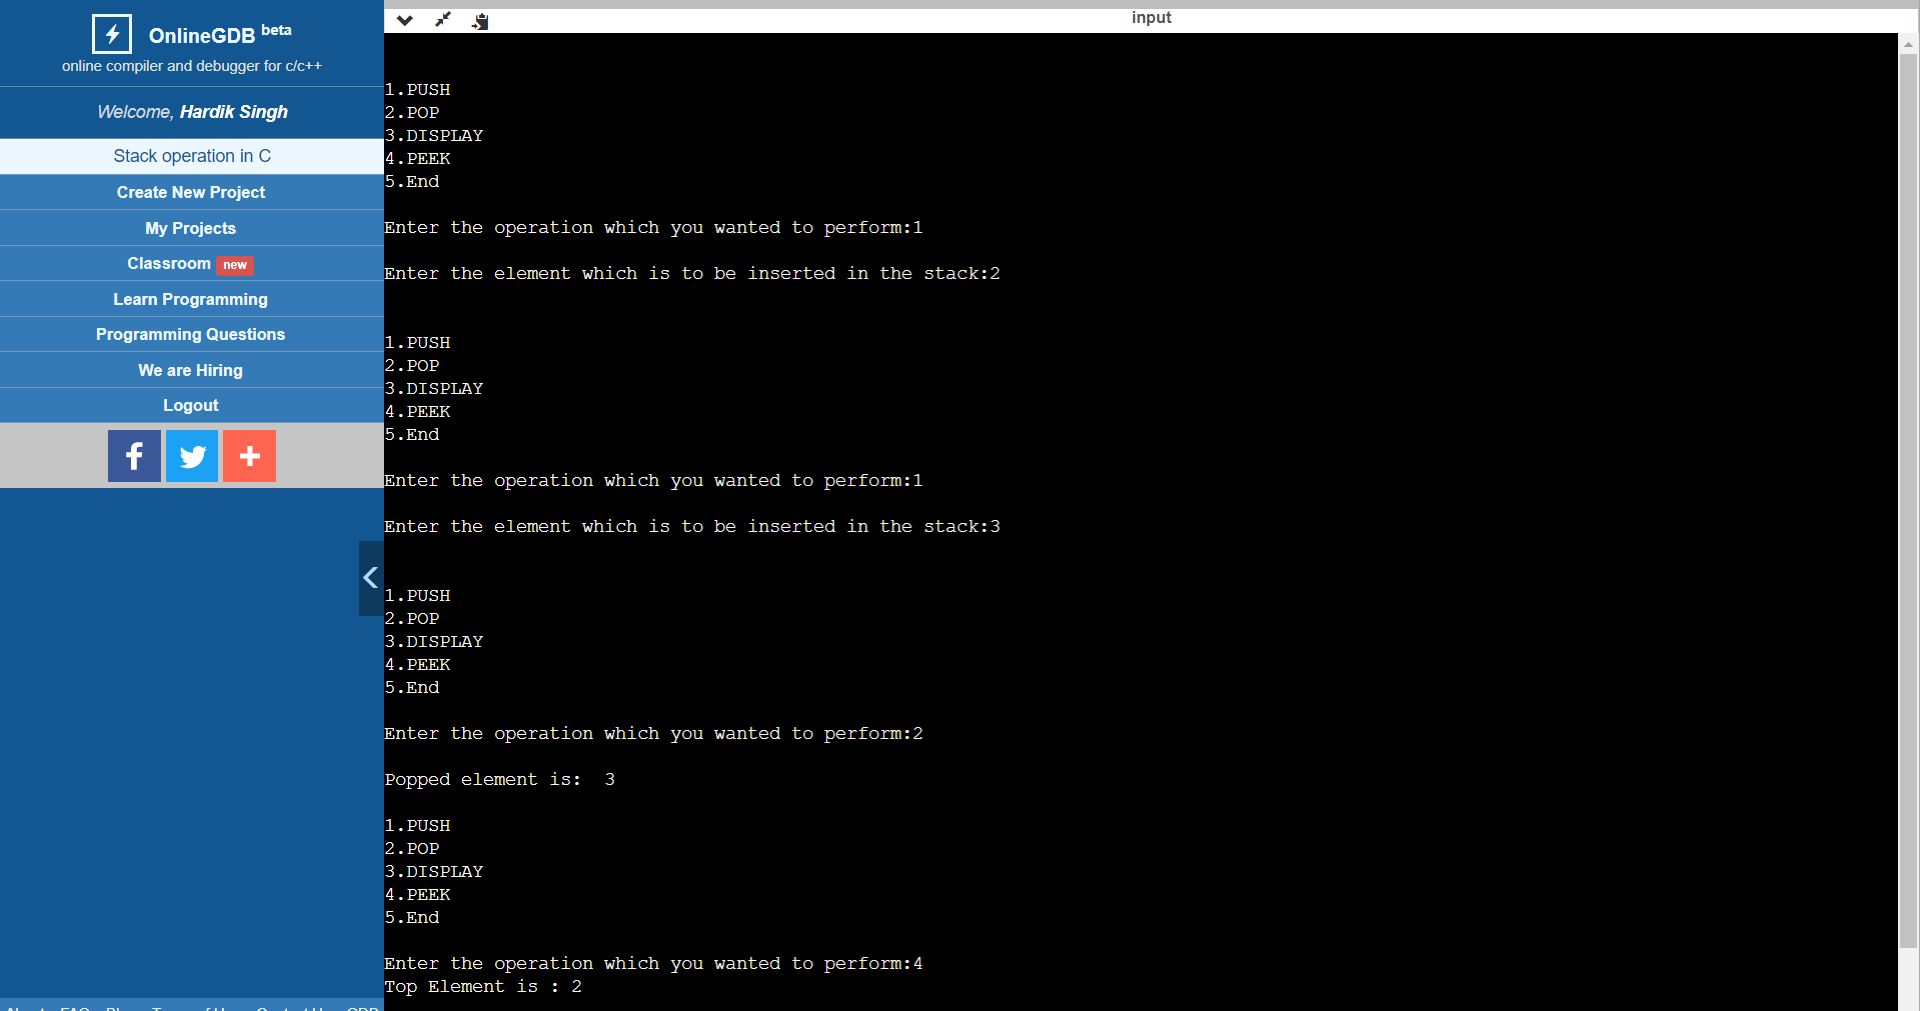 OnlineGDB beta
online compiler and debugger for c/c++
Welcome, Hardik Singh
Stack operation in C
Create New Project
My Projects
Classroom new
Learn Programming
Programming Questions
We are Hiring
Logout
input
1.PUSH
2.POP
3.DISPLAY
4.PEEK
5.End
Enter the operation which you wanted to perform:1
Enter the element which is to be inserted in the stack:2
1.PUSH
2.POP
3.DISPLAY
4.PEEK
5.End
Enter the operation which you wanted to perform:1
Enter the element which is to be inserted in the stack:3
1.PUSH
2.POP
3.DISPLAY
4.PEEK
5.End
Enter the operation which you wanted to perform:2
Popped element is:  3
1.PUSH
2.POP
3.DISPLAY
4.PEEK
5.End
Enter the operation which you wanted to perform:4
Top Element is : 2